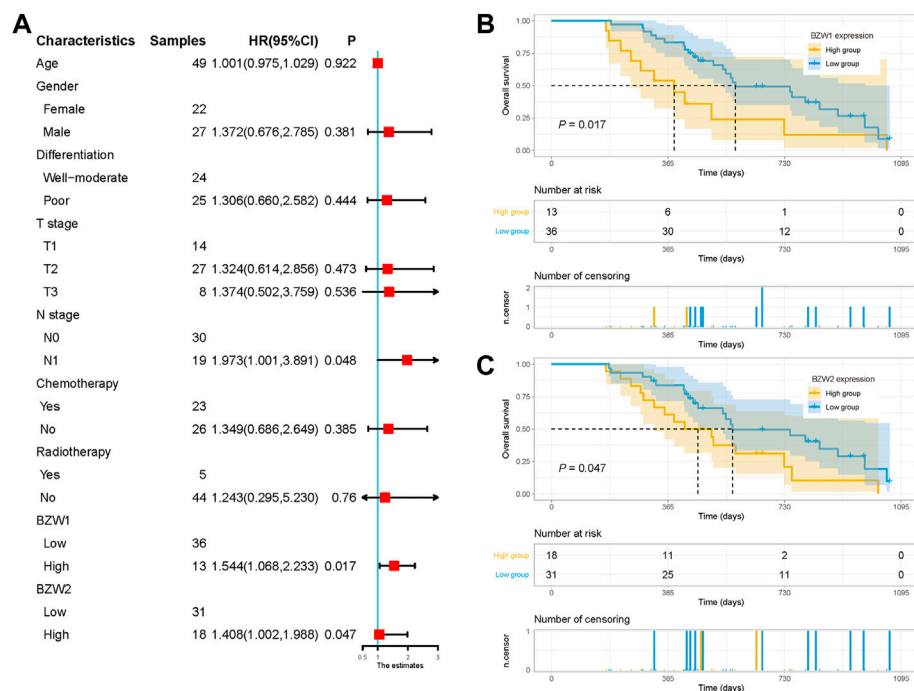 A
Characteristics Samples HR(95%CI) P
Age 49 1.001(0.975,1.029) 0.922
Gender
Female 22
Male 27 1.372(0.676,2.785) 0.381
Differentiation
Well−moderate 24
Poor 25 1.306(0.660,2.582) 0.444
T stage
T1 14
T2 27 1.324(0.614,2.856) 0.473
T3 8 1.374(0.502,3.759) 0.536
N stage
N0 30
N1 19 1.973(1.001,3.891) 0.048
Chemotherapy
Yes 23
No 26 1.349(0.686,2.649) 0.385
Radiotherapy
Yes 5
No 44 1.243(0.295,5.230) 0.76
BZW1
Low 36
High 13 1.544(1.068,2.233) 0.017
BZW2
Low 31
High 18 1.408(1.002,1.988) 0.047
0.5 1 2 3
The estimates
B
BZW1 expression
High group
Low group
Overall survival
1.00
0.75
0.50
0.25
0.00
P = 0.017
0 365 730 1095
Time (days)
Number at risk
High group 13 6 1 0
Low group 36 30 12 0
0 365 730 1095
Time (days)
Number of censoring
n.censor
2
1
0
0 365 730 1095
C
BZW2 expression
High group
Low group
Overall survival
1.00
0.75
0.50
0.25
0.00
P = 0.047
0 365 730 1095
Time (days)
Number at risk
High group 18 11 2 0
Low group 31 25 11 0
0 365 730 1095
Time (days)
Number of censoring
n.censor
1
0
0 365 730 1095
Time (days)